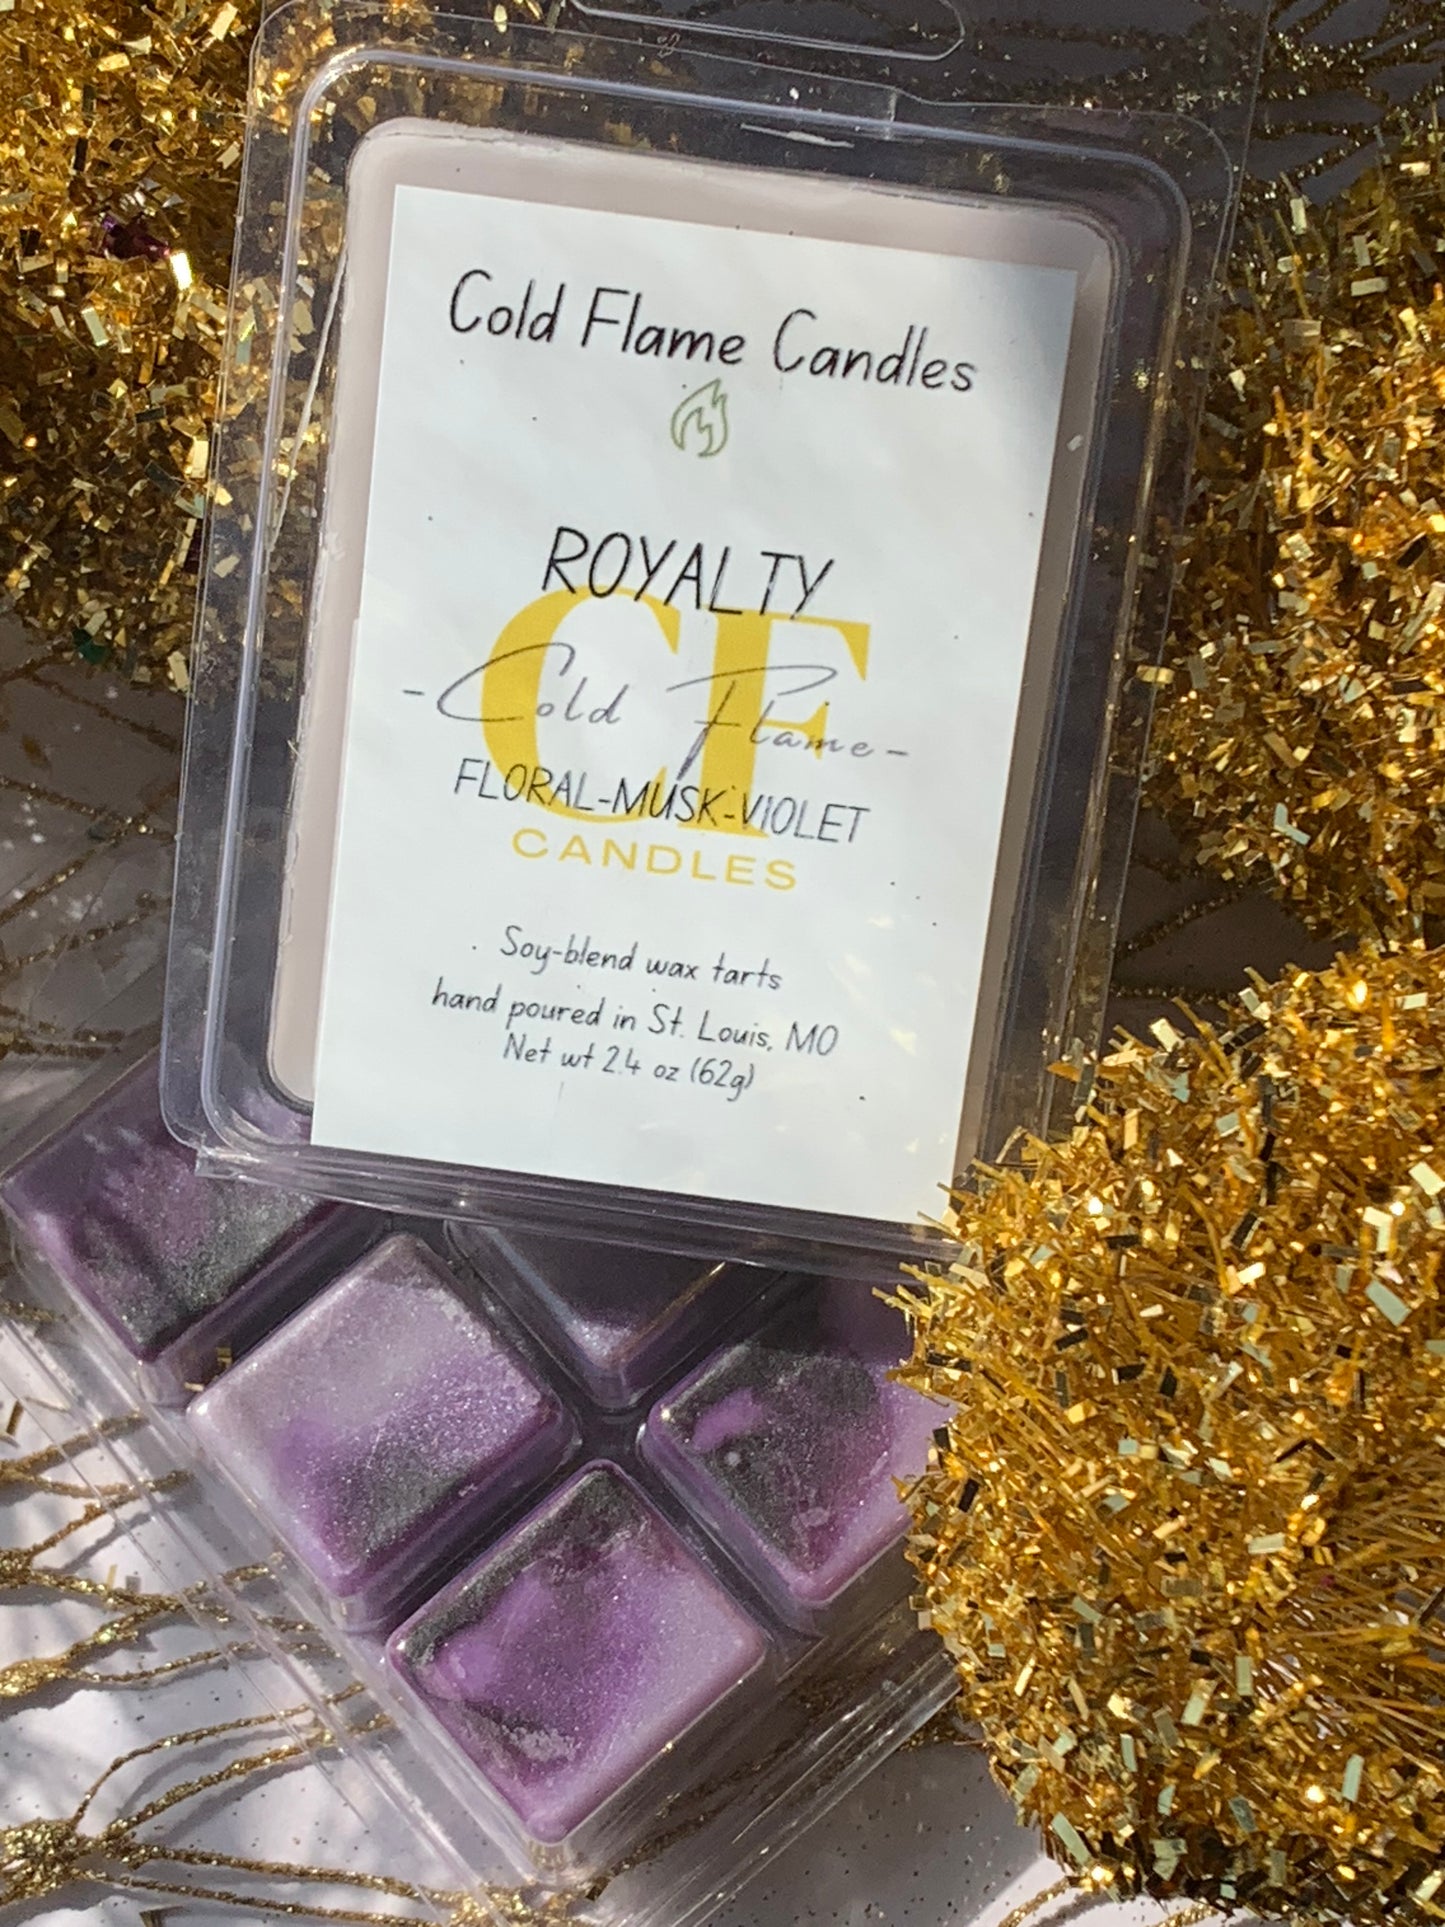 Cold Flame Candles
ROYALTY
CF
-Cold Flame-
FLORAL-MUSK-VIOLET
CANDLES
Soy-blend wax tarts
hand poured in St. Louis, MO
Net wt 2.4 oz (62g)